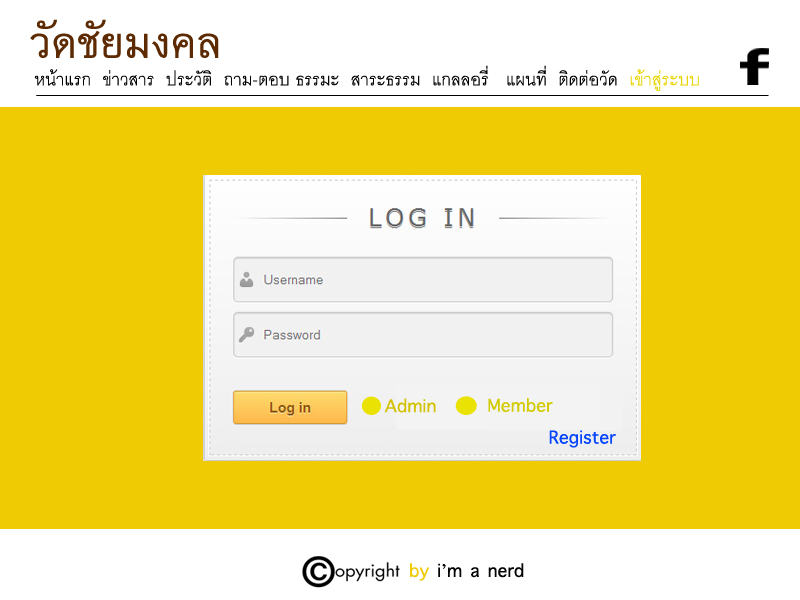 วัดชัยมงคล
หน้าแรก ข่าวสาร ประวัติ ถาม-ตอบ ธรรมะ สาระธรรม แกลลอรี่ แผนที่ ติดต่อวัด เข้าสู่ระบบ
f
LOG IN
Username
Password
Log in Admin Member
Register
©opyright by i'm a nerd